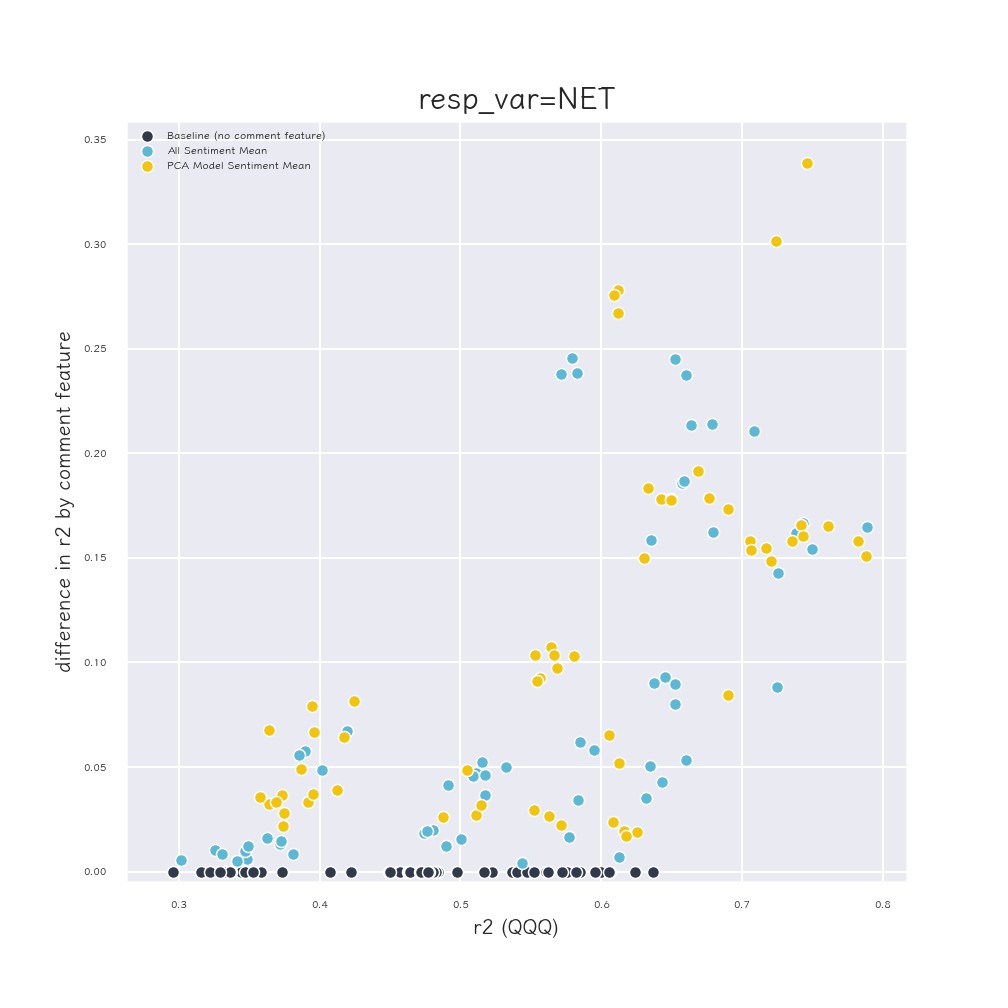 resp_var=NET
Baseline (no comment feature)
All Sentiment Mean
PCA Model Sentiment Mean
difference in r2 by comment feature
0.35
0.30
0.25
0.20
0.15
0.10
0.05
0.00
0.3 0.4 0.5 0.6 0.7 0.8
r2 (QQQ)